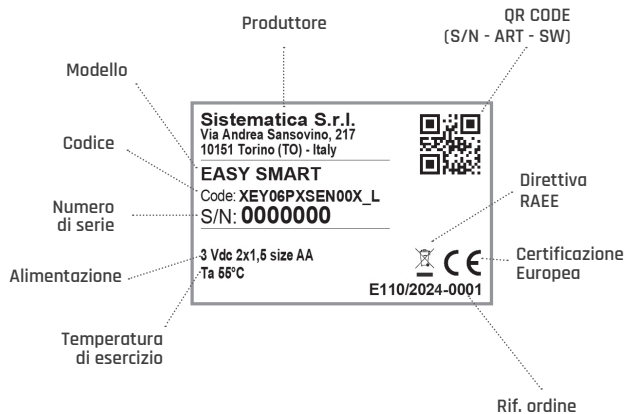 Produttore
QR CODE
(S/N - ART - SW)
Modello
Codice
Numero
di serie
Alimentazione
Temperatura
di esercizio
Sistematica S.r.l.
Via Andrea Sansovino, 217
10151 Torino (TO) - Italy
EASY SMART
Code: XEY06PXSEN00X_L
S/N: 0000000
3 Vdc 2x1,5 size AA
Ta 55°C
CE
E110/2024-0001
Direttiva
RAEE
Certificazione
Europea
Rif. ordine